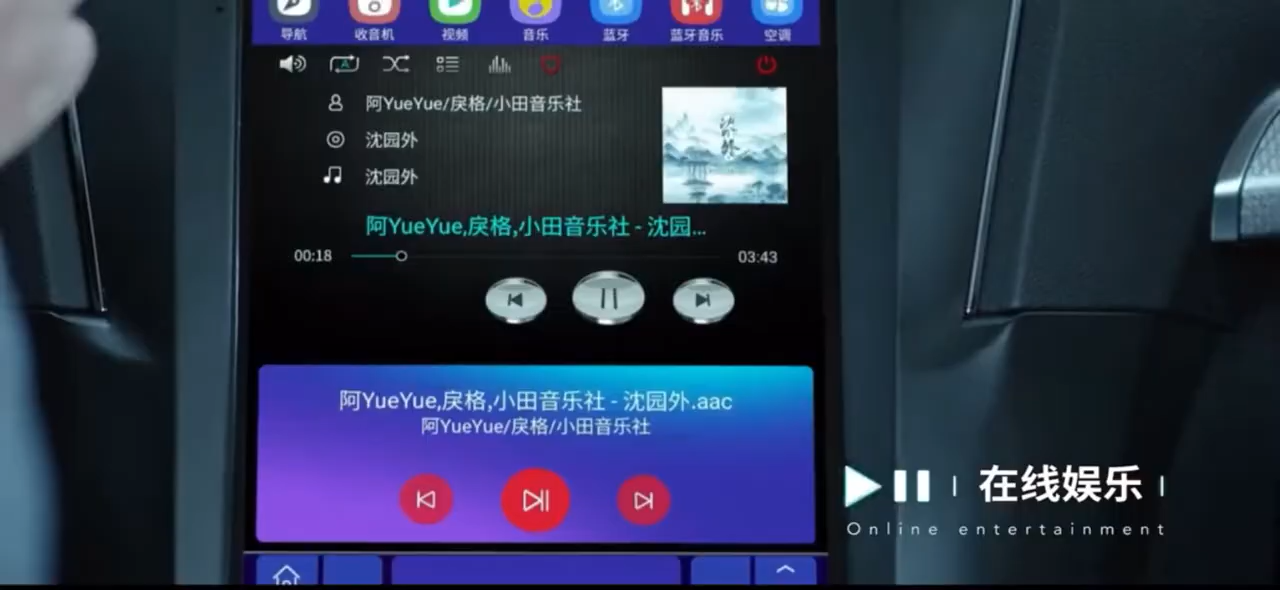 导航 收音机 视频 音乐 蓝牙 蓝牙音乐 空调
阿YueYue/戾格/小田音乐社
沈园外
沈园外
阿YueYue,戾格,小田音乐社 - 沈园...
00:18 03:43
阿YueYue,戾格,小田音乐社 - 沈园外.aac
阿YueYue/戾格/小田音乐社
在线娱乐
Online entertainment